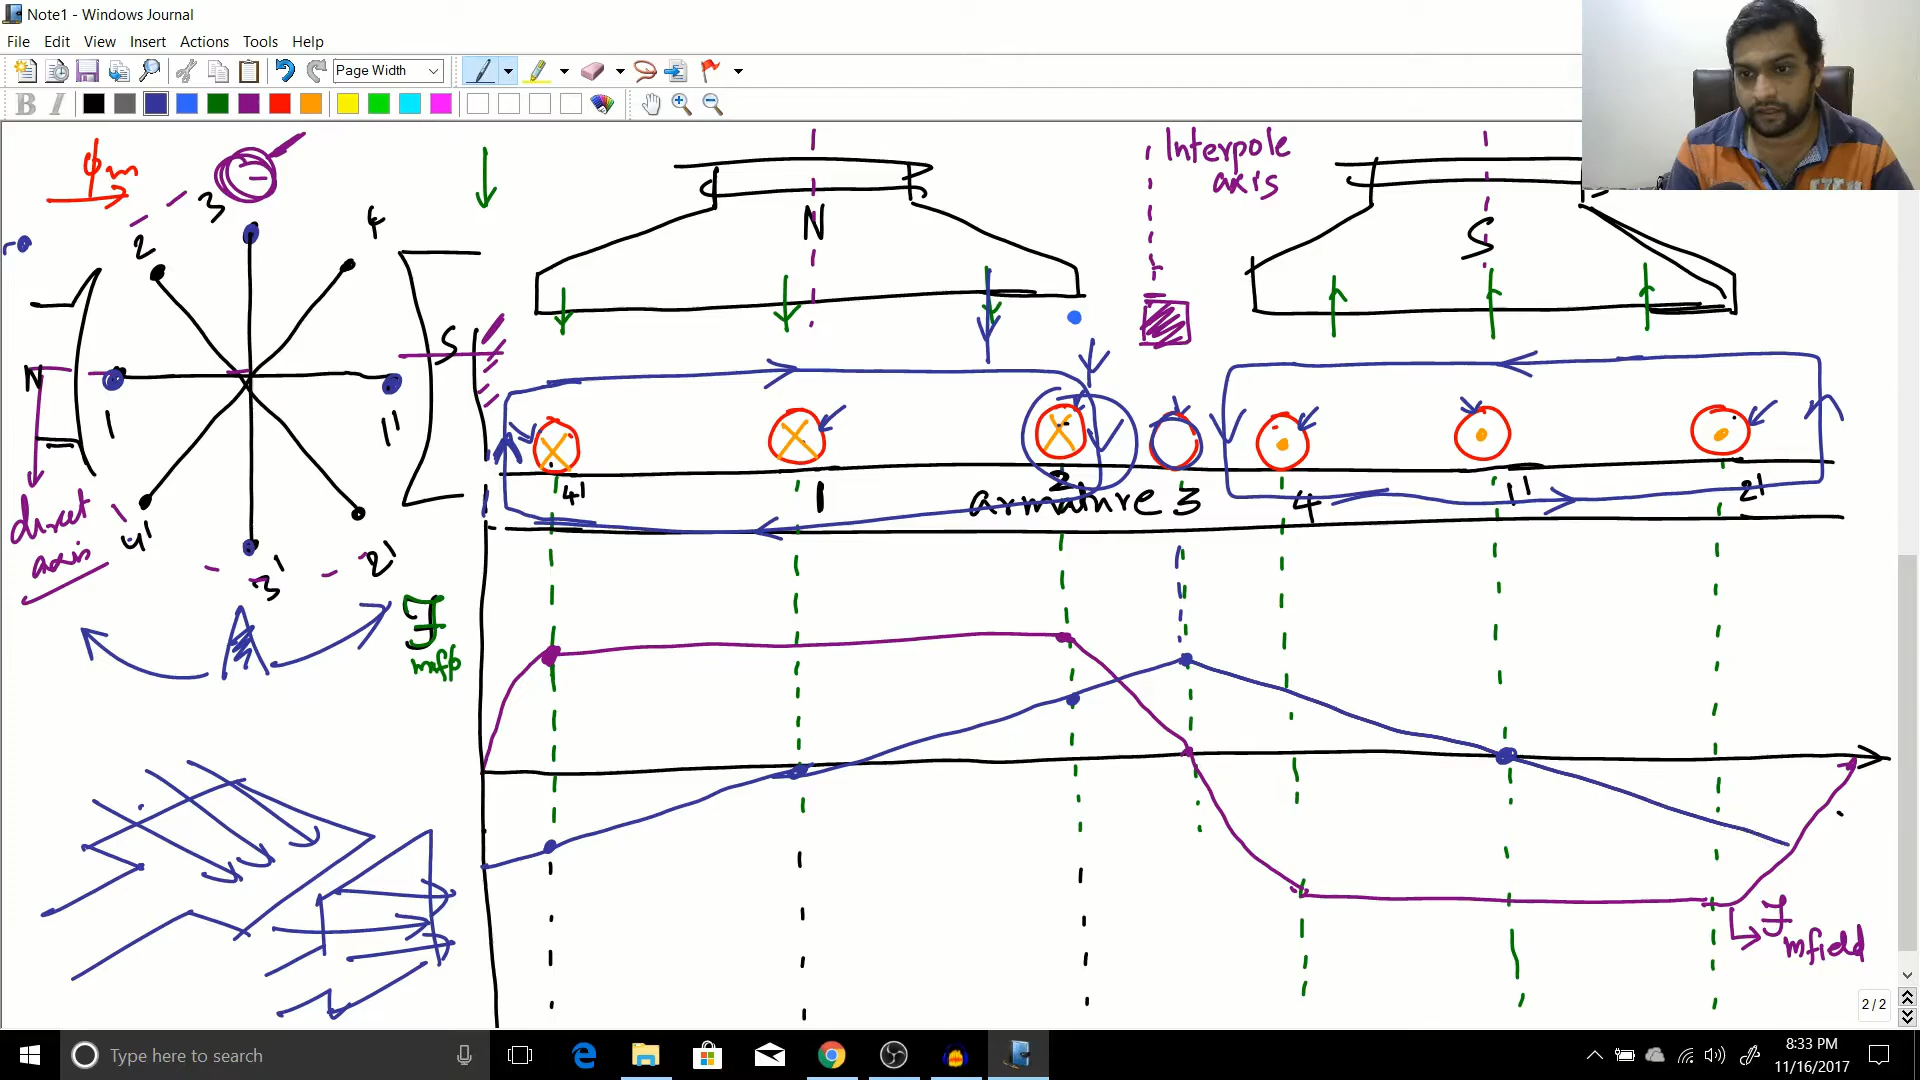 Note1 - Windows Journal
File Edit View Insert Actions Tools Help
Page Width
B I
ϕm
3
2
4
N
1
1'
S
4'
3'
2'
direct
axis
N
Interpole
axis
S
4'
1
2
armature
3
4
1'
2'
F
mfp
F
mfield
2 / 2
Type here to search
8:33 PM
11/16/2017